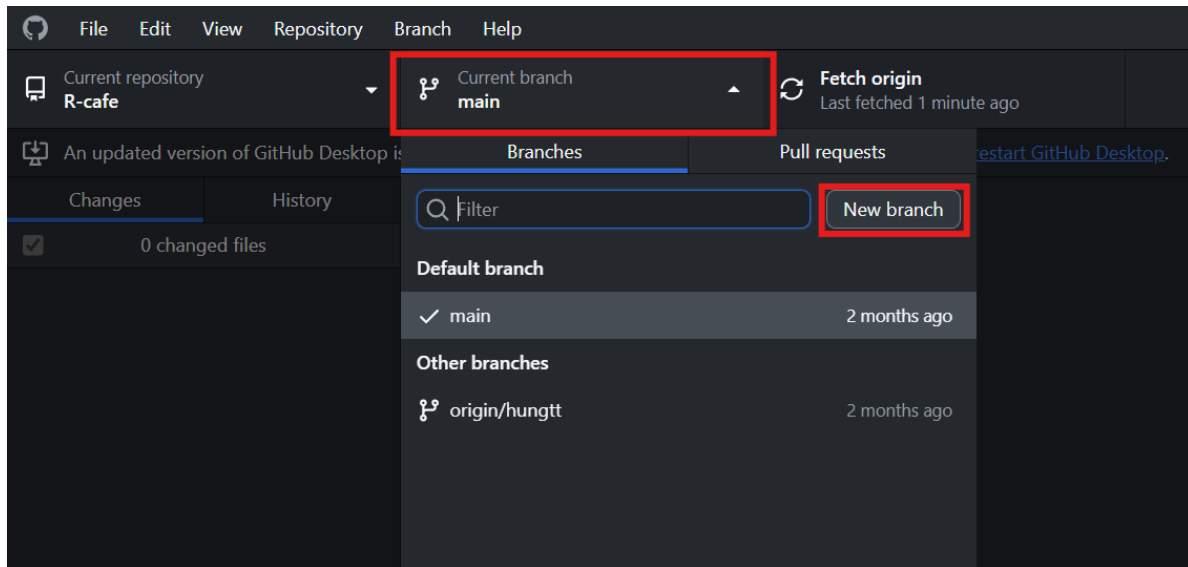 File Edit View Repository Branch Help
Current repository
R-cafe
Current branch
main
Fetch origin
Last fetched 1 minute ago
An updated version of GitHub Desktop is
restart GitHub Desktop.
Changes History
0 changed files
Branches Pull requests
Filter New branch
Default branch
main 2 months ago
Other branches
origin/hungtt 2 months ago